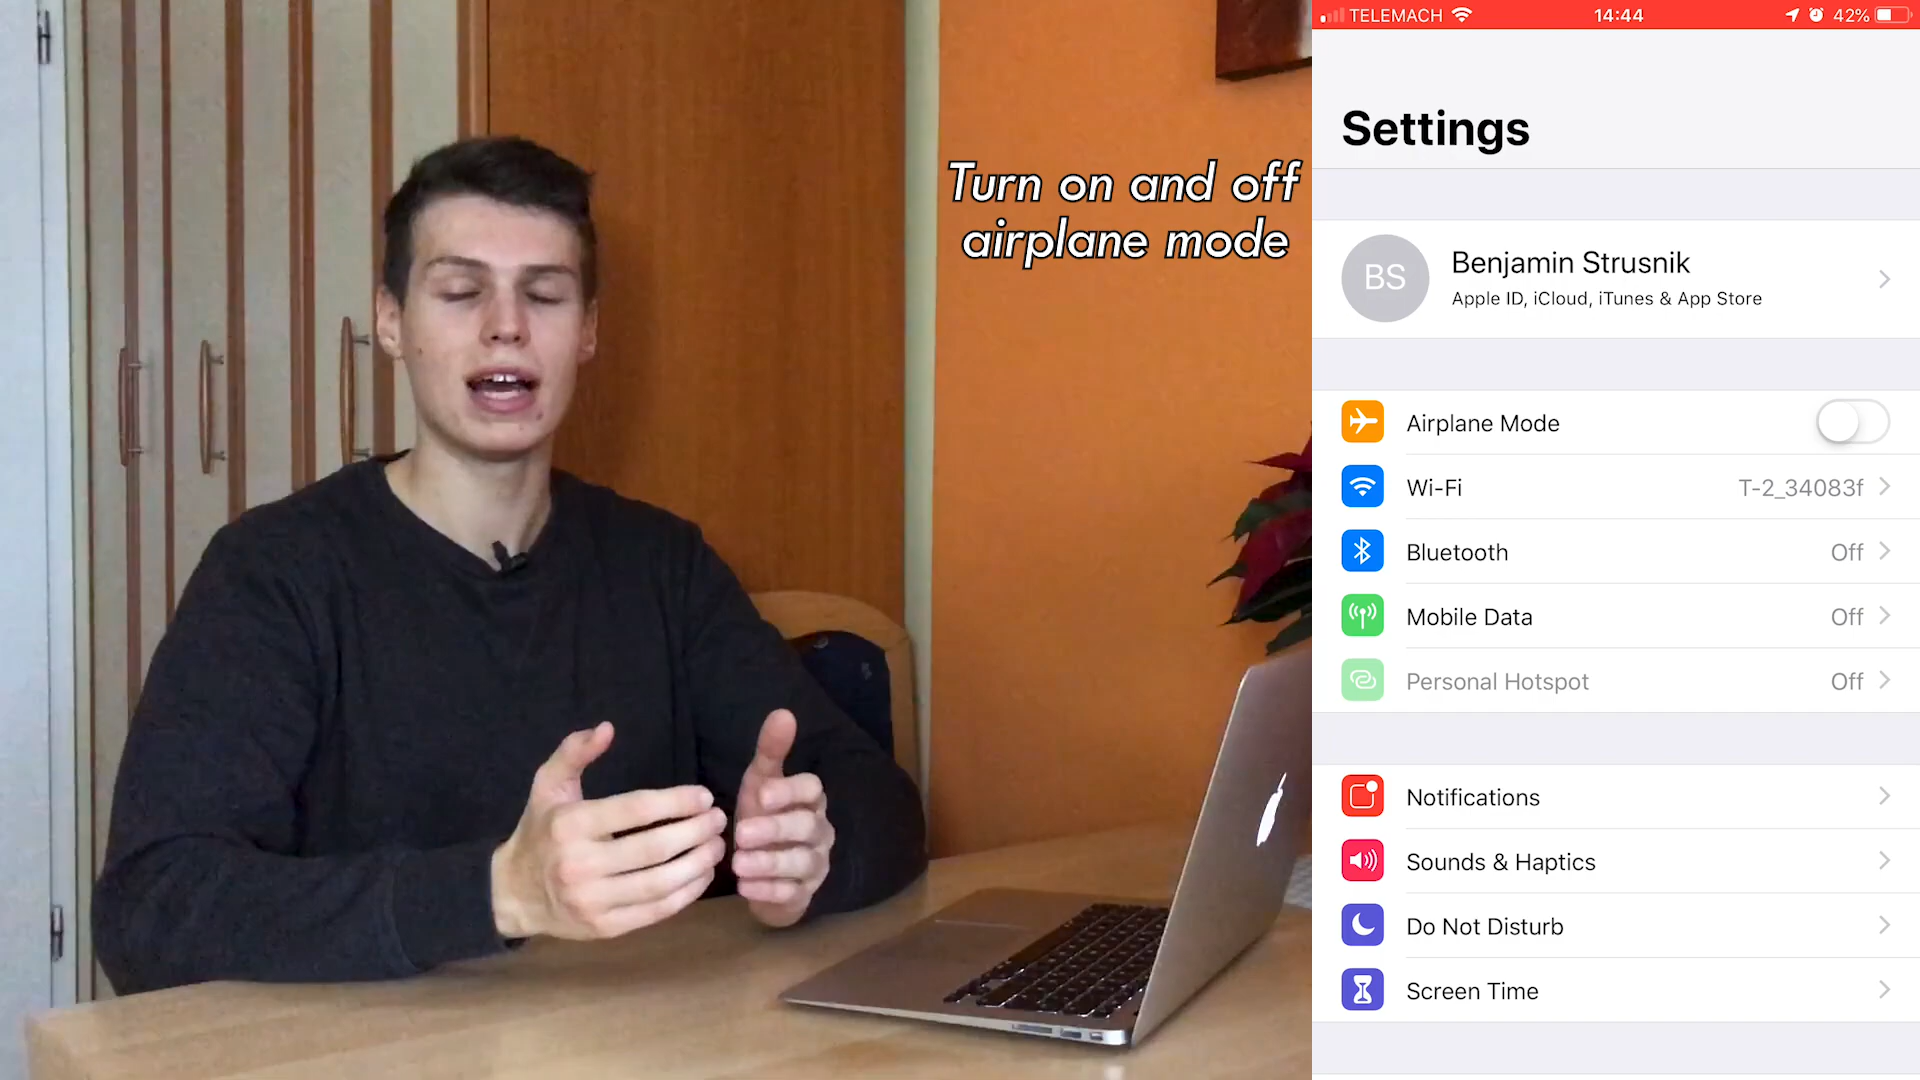 Turn on and off
airplane mode
TELEMACH
14:44
42%
Settings
BS
Benjamin Strusnik
Apple ID, iCloud, iTunes & App Store
Airplane Mode
Wi-Fi
T-2_34083f
Bluetooth
Off
Mobile Data
Off
Personal Hotspot
Off
Notifications
Sounds & Haptics
Do Not Disturb
Screen Time